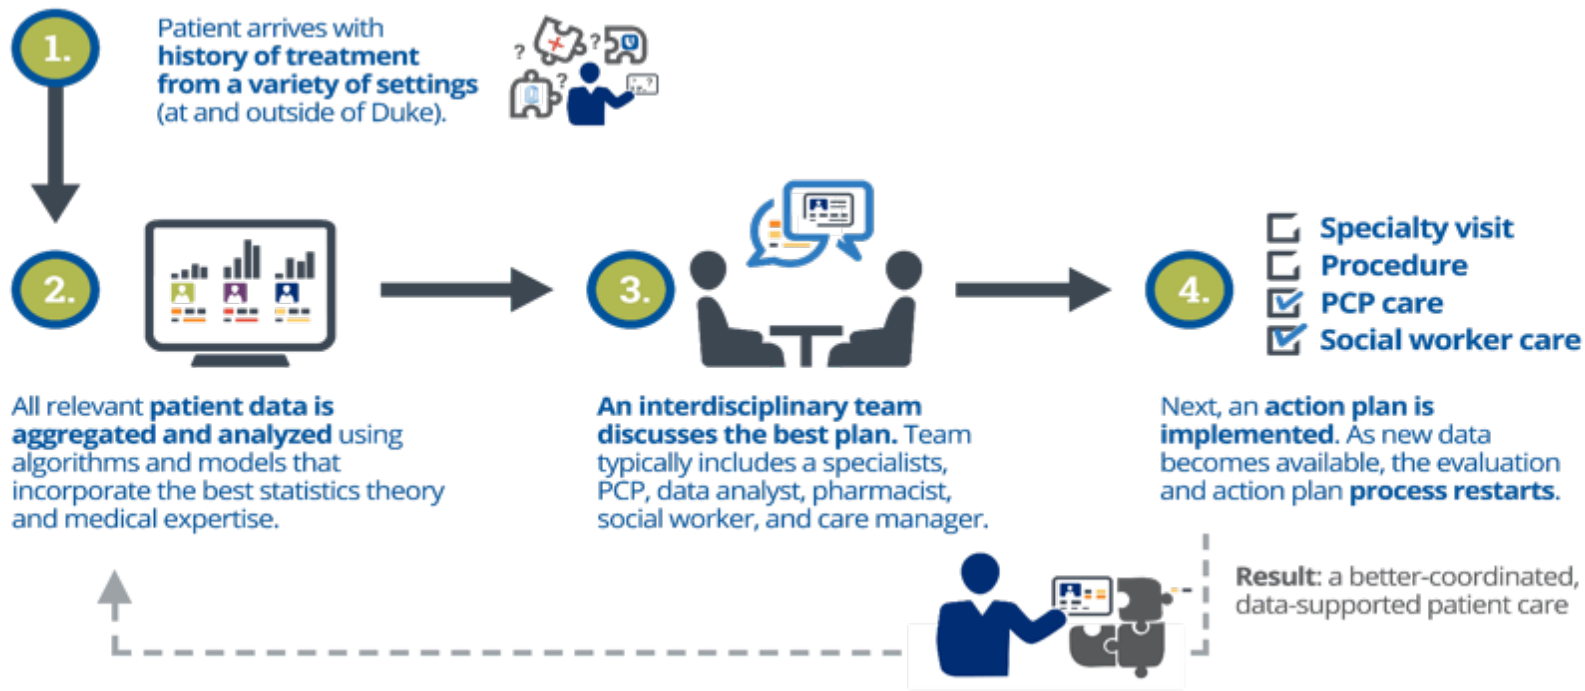 1.
Patient arrives with
history of treatment
from a variety of settings
(at and outside of Duke).
? ? ? ?
2.
All relevant patient data is
aggregated and analyzed using
algorithms and models that
incorporate the best statistics theory
and medical expertise.
3.
An interdisciplinary team
discusses the best plan. Team
typically includes a specialists,
PCP, data analyst, pharmacist,
social worker, and care manager.
4.
Specialty visit
Procedure
PCP care
Social worker care
Next, an action plan is
implemented. As new data
becomes available, the evaluation
and action plan process restarts.
Result: a better-coordinated,
data-supported patient care